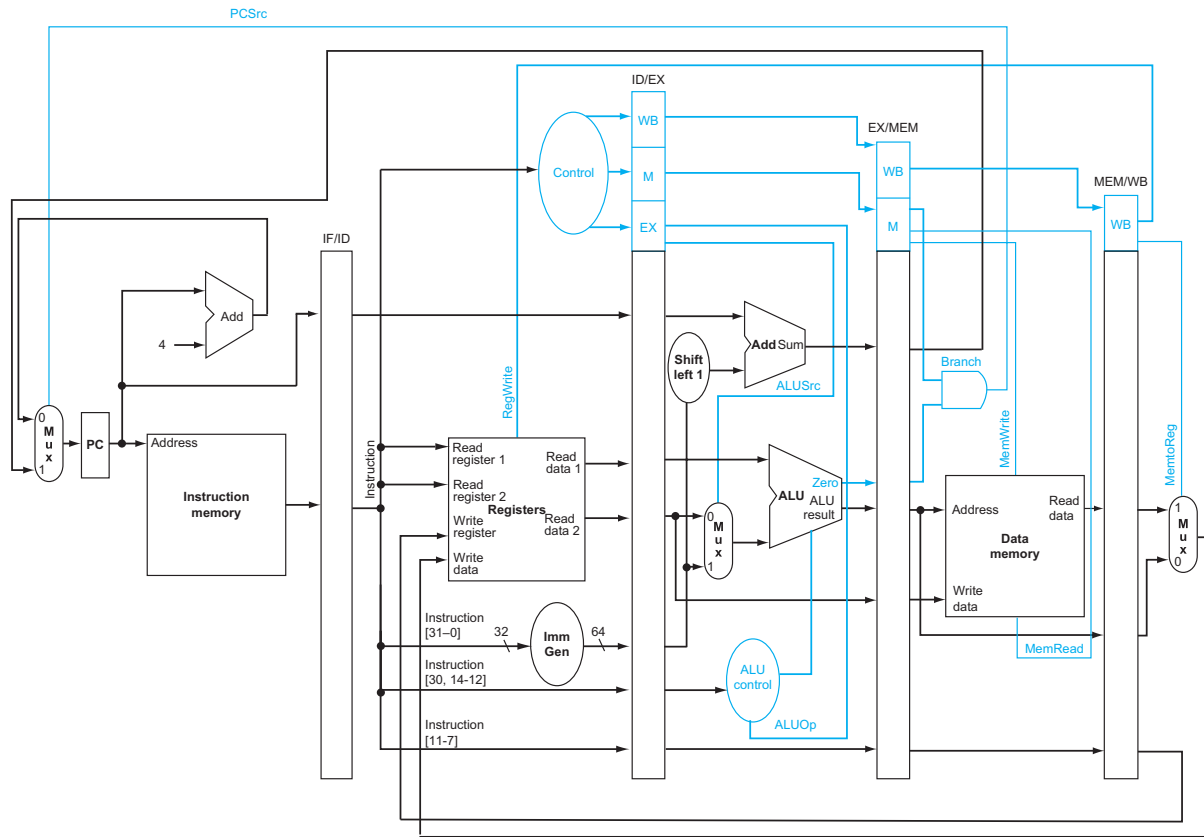 PCSrc
ID/EX
WB
EX/MEM
Control
M
WB
MEM/WB
EX
M
WB
IF/ID
Add
4
Add Sum
Shift
left 1
Branch
ALUSrc
RegWrite
MemWrite
MemtoReg
0
M
u
x
1
PC
Address
Instruction
memory
Instruction
Read
register 1
Read
data 1
Read
register 2
Registers
Write
register
Read
data 2
Write
data
0
M
u
x
1
Zero
ALU
ALU
result
Address
Read
data
Data
memory
Write
data
1
M
u
x
0
Instruction
[31–0]
32
Imm
Gen
64
MemRead
Instruction
[30, 14-12]
ALU
control
Instruction
[11-7]
ALUOp